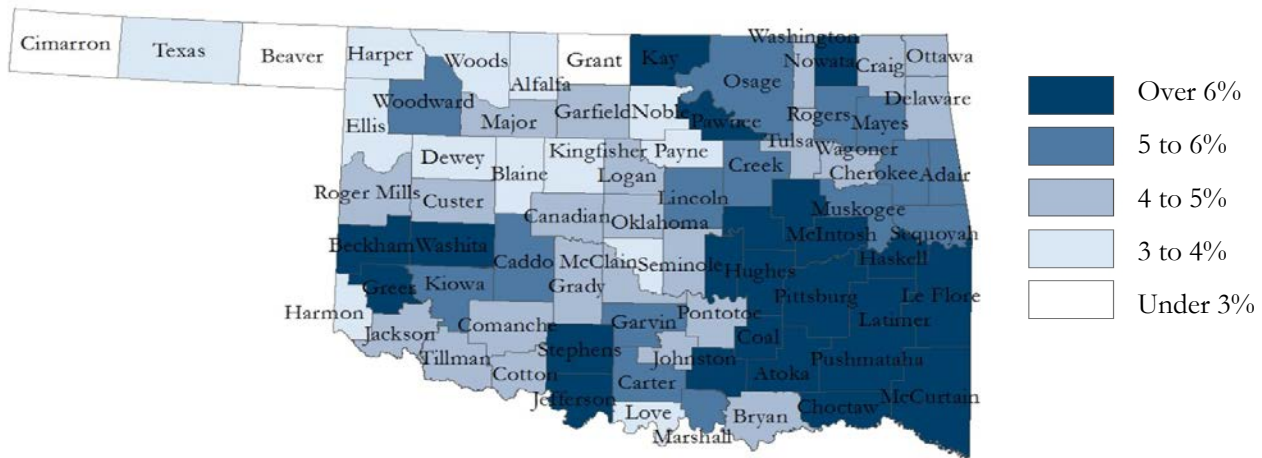 Cimarron
Texas
Beaver
Harper
Woods
Alfalfa
Grant
Kay
Washington
Nowata
Craig
Ottawa
Osage
Woodward
Ellis
Major
Garfield
Noble
Pawnee
Rogers
Mayes
Delaware
Tulsa
Wagoner
Dewey
Blaine
Kingfisher
Payne
Logan
Creek
Cherokee
Adair
Roger Mills
Custer
Canadian
Oklahoma
Lincoln
Muskogee
Sequoyah
Beckham
Washita
Caddo
McClain
Seminole
McIntosh
Haskell
Hughes
Greer
Kiowa
Grady
Pittsburg
Le Flore
Latimer
Harmon
Jackson
Comanche
Garvin
Pontotoc
Coal
Tillman
Stephens
Johnston
Pushmataha
Cotton
Carter
Atoka
McCurtain
Jefferson
Love
Marshall
Bryan
Choctaw
Over 6%
5 to 6%
4 to 5%
3 to 4%
Under 3%